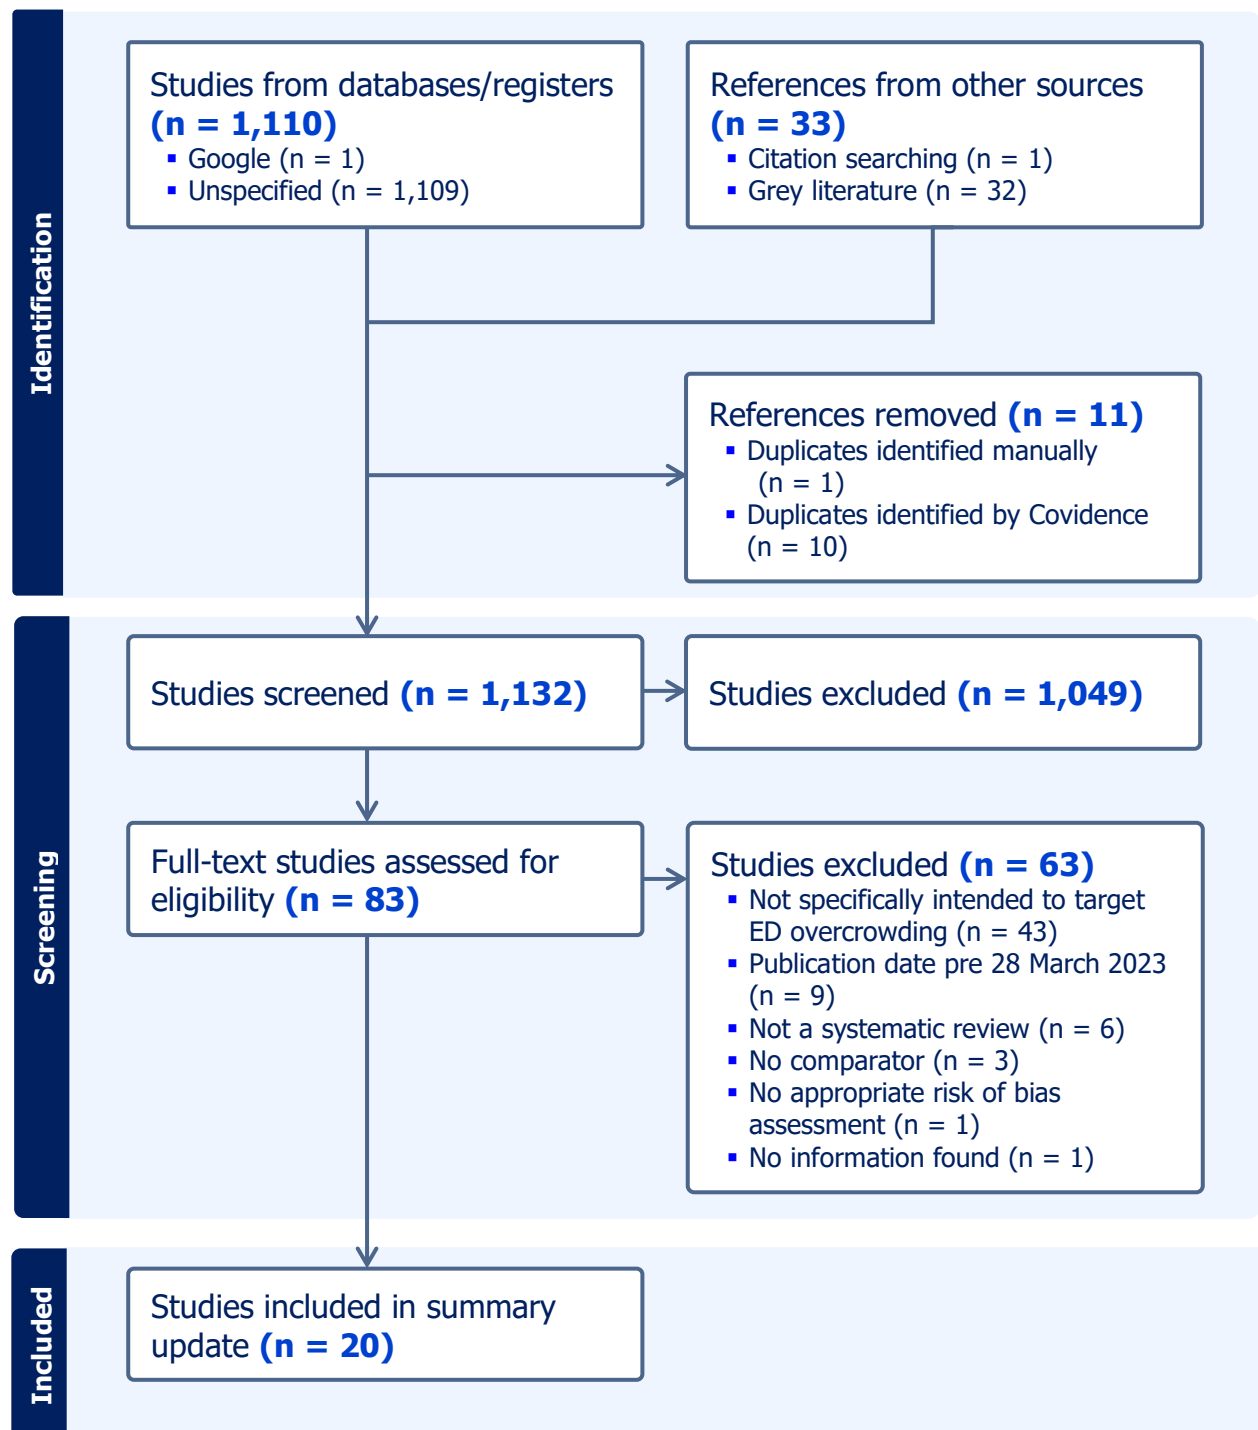 Identification
Studies from databases/registers
(n = 1,110)
▪ Google (n = 1)
▪ Unspecified (n = 1,109)
References from other sources
(n = 33)
▪ Citation searching (n = 1)
▪ Grey literature (n = 32)
References removed (n = 11)
▪ Duplicates identified manually
(n = 1)
▪ Duplicates identified by Covidence
(n = 10)
Screening
Studies screened (n = 1,132)
Studies excluded (n = 1,049)
Full-text studies assessed for
eligibility (n = 83)
Studies excluded (n = 63)
▪ Not specifically intended to target
ED overcrowding (n = 43)
▪ Publication date pre 28 March 2023
(n = 9)
▪ Not a systematic review (n = 6)
▪ No comparator (n = 3)
▪ No appropriate risk of bias
assessment (n = 1)
▪ No information found (n = 1)
Included
Studies included in summary
update (n = 20)